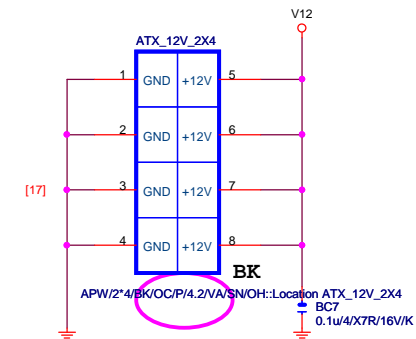 V12
ATX_12V_2X4
1 GND +12V 5
2 GND +12V 6
[17] 3 GND +12V 7
4 GND +12V 8
BK
APW/2*4/BK/OC/P/4.2/VA/SN/OH::Location ATX_12V_2X4
BC7
0.1u/4/X7R/16V/K